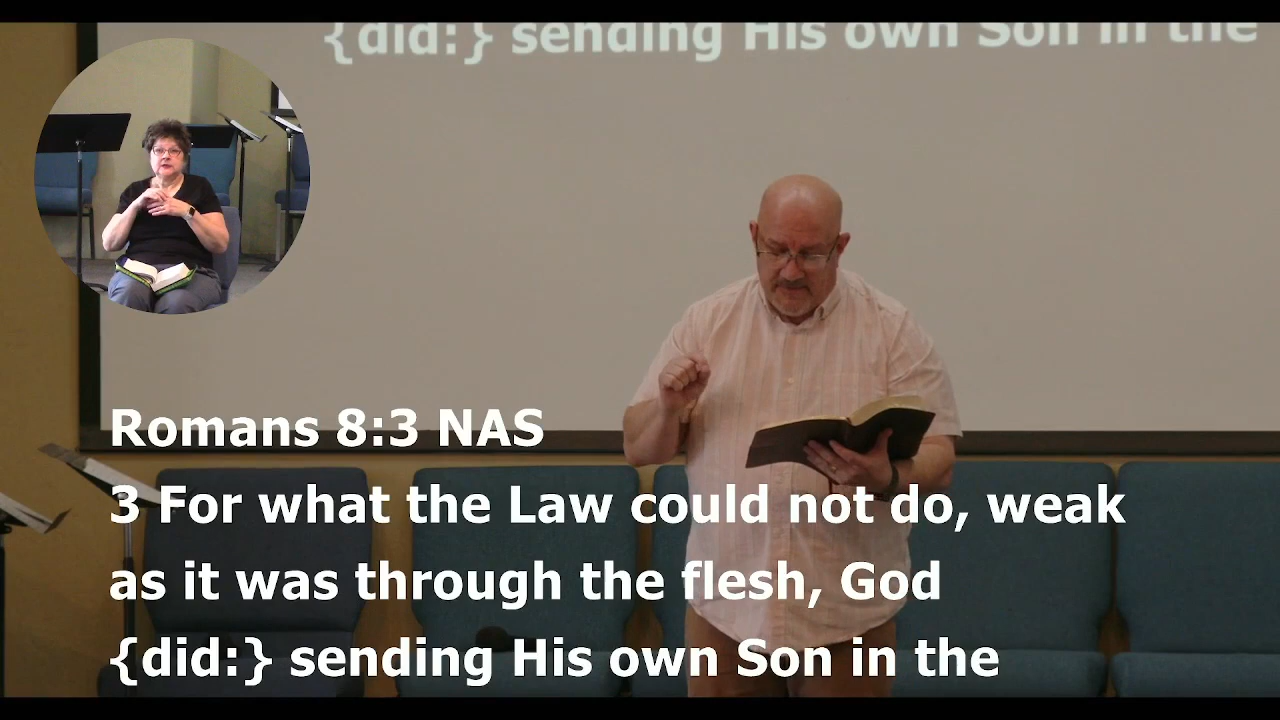 {did:} sending His own Son in the
Romans 8:3 NAS
3 For what the Law could not do, weak
as it was through the flesh, God
{did:} sending His own Son in the